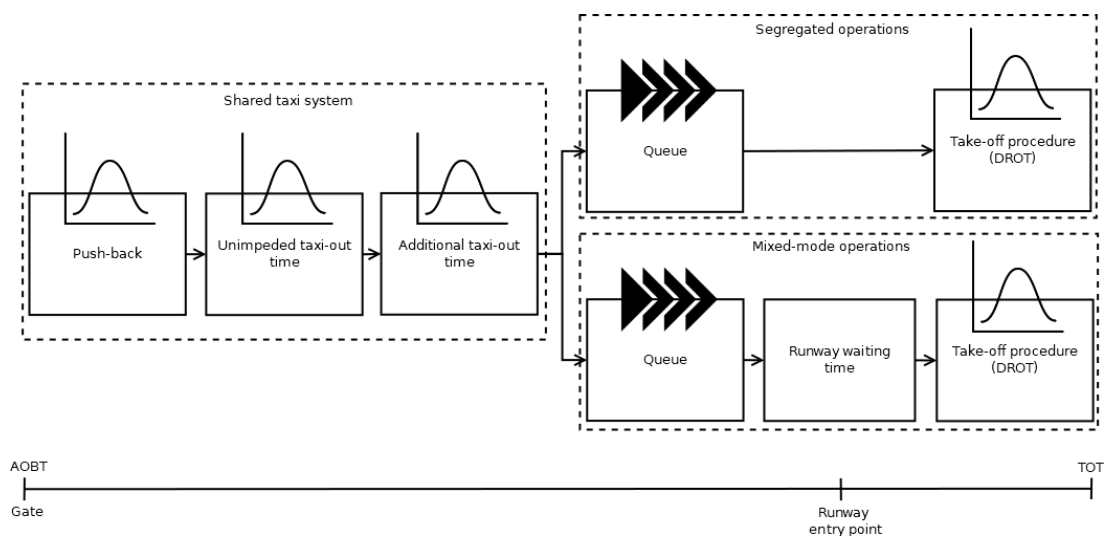 Segregated operations
Shared taxi system
Queue
Take-off procedure
(DROT)
Push-back
Unimpeded taxi-out
time
Additional taxi-out
time
Mixed-mode operations
Queue
Runway waiting
time
Take-off procedure
(DROT)
AOBT
TOT
Gate
Runway
entry point